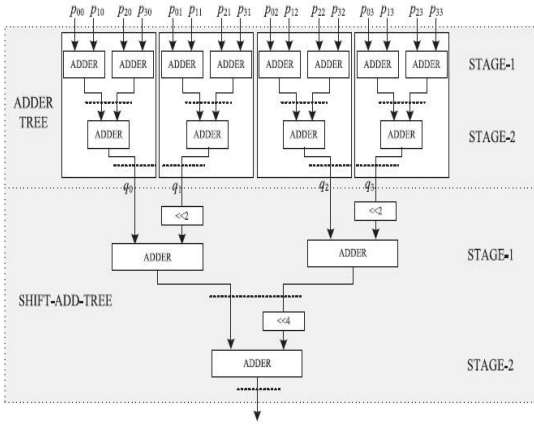 p00 p10 p20 p30 p01 p11 p21 p31 p02 p12 p22 p32 p03 p13 p23 p33
ADDER ADDER ADDER ADDER ADDER ADDER ADDER ADDER STAGE-1
ADDER
TREE
ADDER ADDER ADDER ADDER STAGE-2
q0 q1 q2 q3
<<2 <<2
ADDER ADDER STAGE-1
SHIFT-ADD-TREE
<<4
ADDER STAGE-2